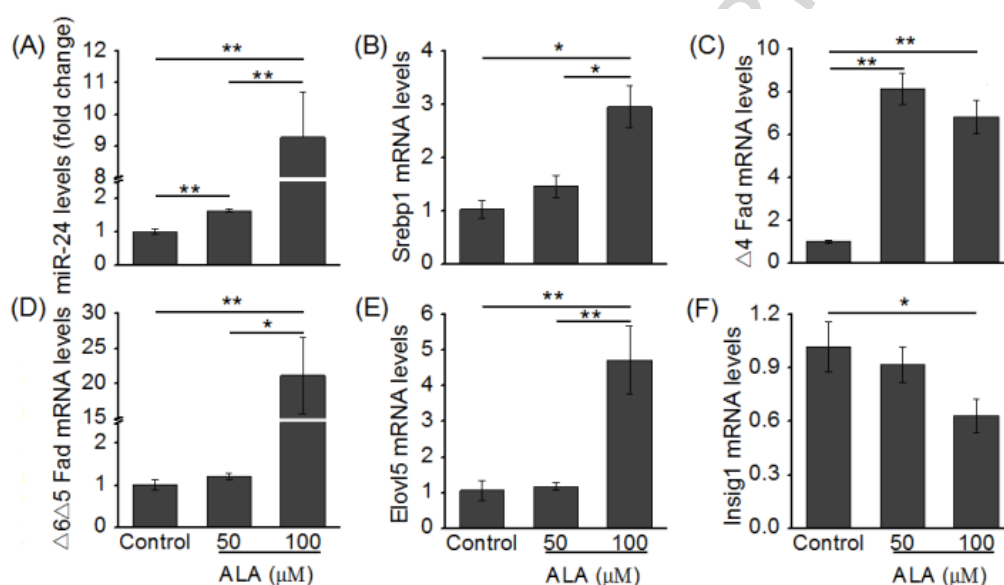 (A)
miR-24 levels (fold change)
12
11
10
9
8
2
1
0
**
**
**
(B)
Srebp1 mRNA levels
4
3
2
1
0
*
*
(C)
△4 Fad mRNA levels
10
8
6
4
2
0
**
**
(D)
△6△5 Fad mRNA levels
30
25
20
15
2
1
0
**
*
Control 50 100
ALA (μM)
(E)
Elovl5 mRNA levels
6
5
4
3
2
1
0
**
**
Control 50 100
ALA (μM)
(F)
Insig1 mRNA levels
1.2
0.9
0.6
0.3
0.0
*
Control 50 100
ALA (μM)